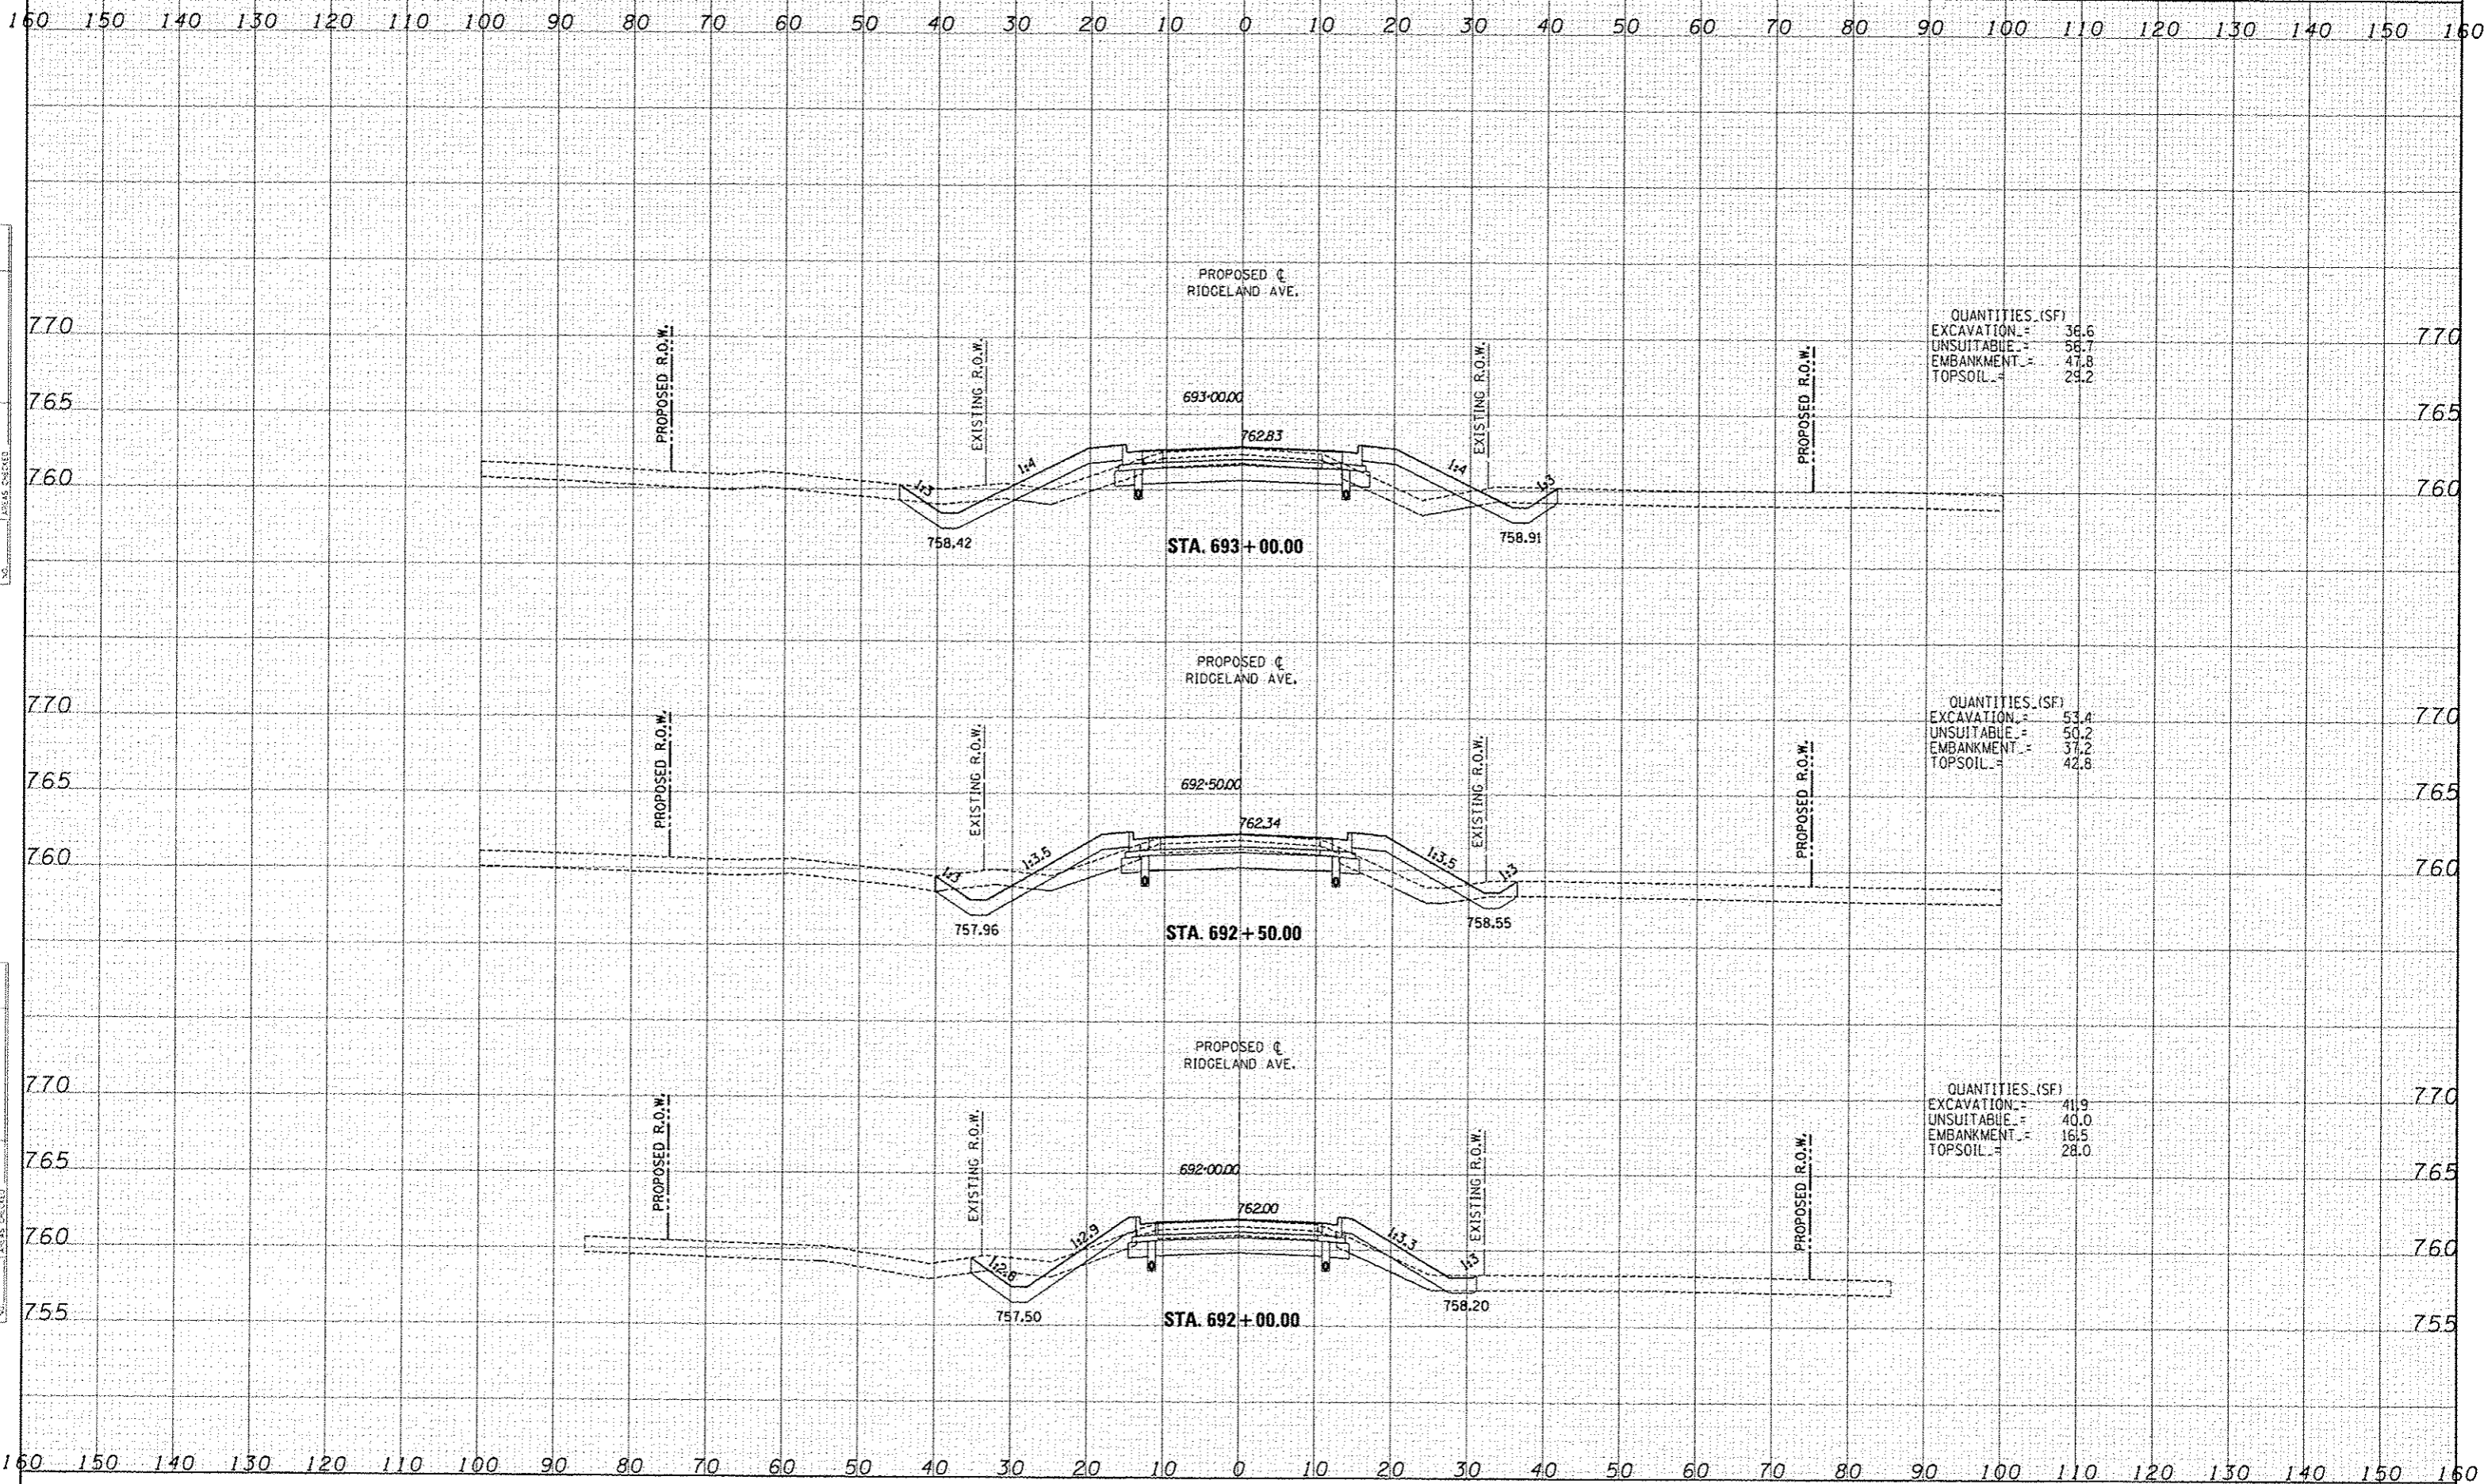 160 150 140 130 120 110 100 90 80 70 60 50 40 30 20 10 0 10 20 30 40 50 60 70 80 90 100 110 120 130 140 150 160
PROPOSED ℄
RIDGELAND AVE.
QUANTITIES (SF)
EXCAVATION = 36.6
UNSUITABLE = 56.7
EMBANKMENT = 47.8
TOPSOIL = 29.2
770 770
PROPOSED R.O.W. EXISTING R.O.W. EXISTING R.O.W. PROPOSED R.O.W.
765 693+00.00 765
762.83
1:3 1:4 1:4 1:3
760 760
758.42 STA. 693+00.00 758.91
AREAS CHECKED
NO.
PROPOSED ℄
RIDGELAND AVE.
QUANTITIES (SF)
EXCAVATION = 53.4
UNSUITABLE = 50.2
EMBANKMENT = 37.2
TOPSOIL = 42.8
770 770
PROPOSED R.O.W. EXISTING R.O.W. EXISTING R.O.W. PROPOSED R.O.W.
765 692+50.00 765
762.34
1:3 1:3.5 1:3.5 1:3
760 760
757.96 STA. 692+50.00 758.55
PROPOSED ℄
RIDGELAND AVE.
QUANTITIES (SF)
EXCAVATION = 41.9
UNSUITABLE = 40.0
EMBANKMENT = 16.5
TOPSOIL = 28.0
770 770
PROPOSED R.O.W. EXISTING R.O.W. EXISTING R.O.W. PROPOSED R.O.W.
765 692+00.00 765
762.00
1:2.8 1:2.9 1:3.3 1:3
760 760
757.50 STA. 692+00.00 758.20
755 755
AREAS CHECKED
160 150 140 130 120 110 100 90 80 70 60 50 40 30 20 10 0 10 20 30 40 50 60 70 80 90 100 110 120 130 140 150 160